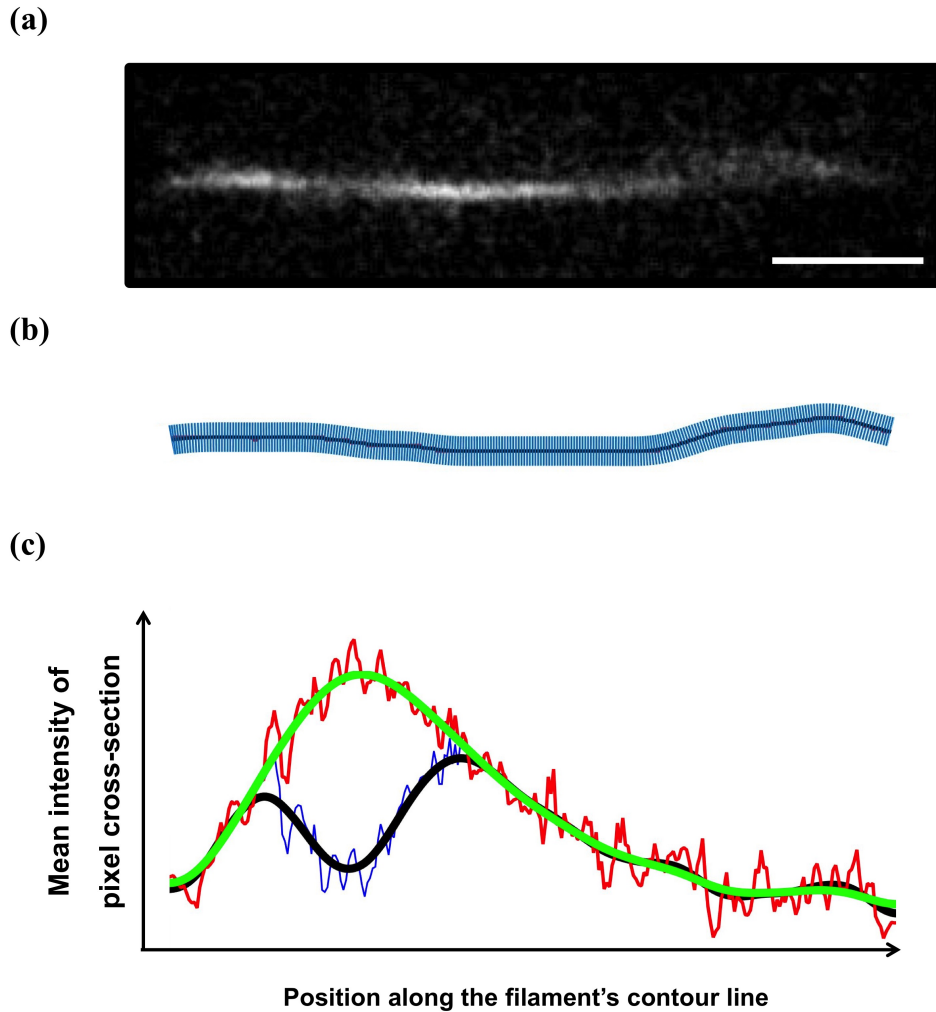 (a)
(b)
(c)
Mean intensity of
pixel cross-section
Position along the filament’s contour line